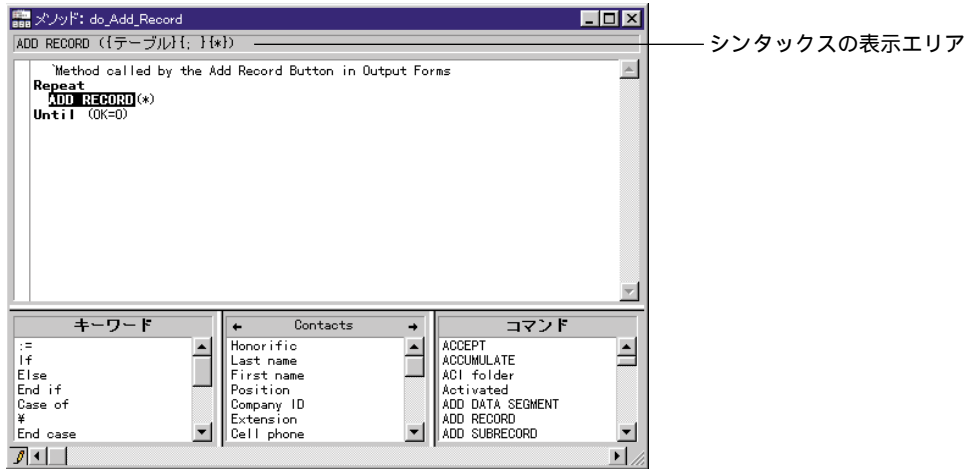 メソッド: do_Add_Record
ADD RECORD ({テーブル}{; }{*})
シンタックスの表示エリア
`Method called by the Add Record Button in Output Forms
Repeat
ADD RECORD(*)
Until (OK=0)
キーワード
:=
If
Else
End if
Case of
¥
End case
← Contacts →
Honorific
Last name
First name
Position
Company ID
Extension
Cell phone
コマンド
ACCEPT
ACCUMULATE
ACI folder
Activated
ADD DATA SEGMENT
ADD RECORD
ADD SUBRECORD